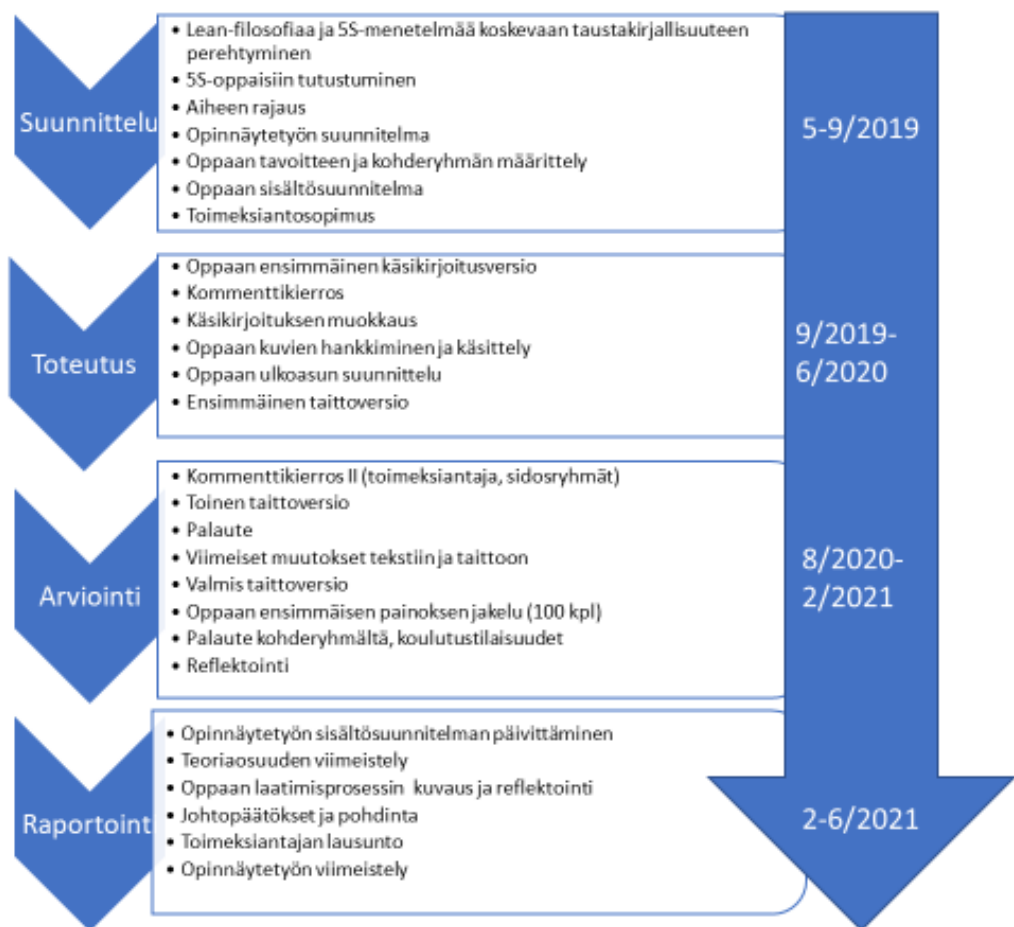 Suunnittelu
• Lean-filosofiaa ja 5S-menetelmää koskevaan taustakirjallisuuteen
perehtyminen
• 5S-oppaisiin tutustuminen
• Aiheen rajaus
• Opinnäytetyön suunnitelma
• Oppaan tavoitteen ja kohderyhmän määrittely
• Oppaan sisältösuunnitelma
• Toimeksiantosopimus
5-9/2019
Toteutus
• Oppaan ensimmäinen käsikirjoitusversio
• Kommenttikierros
• Käsikirjoituksen muokkaus
• Oppaan kuvien hankkiminen ja käsittely
• Oppaan ulkoasun suunnittelu
• Ensimmäinen taittoversio
9/2019-
6/2020
Arviointi
• Kommenttikierros II (toimeksiantaja, sidosryhmät)
• Toinen taittoversio
• Palaute
• Viimeiset muutokset tekstiin ja taittoon
• Valmis taittoversio
• Oppaan ensimmäisen painoksen jakelu (100 kpl)
• Palaute kohderyhmältä, koulutustilaisuudet
• Reflektointi
8/2020-
2/2021
Raportointi
• Opinnäytetyön sisältösuunnitelman päivittäminen
• Teoriaosuuden viimeistely
• Oppaan laatimisprosessin kuvaus ja reflektointi
• Johtopäätökset ja pohdinta
• Toimeksiantajan lausunto
• Opinnäytetyön viimeistely
2-6/2021